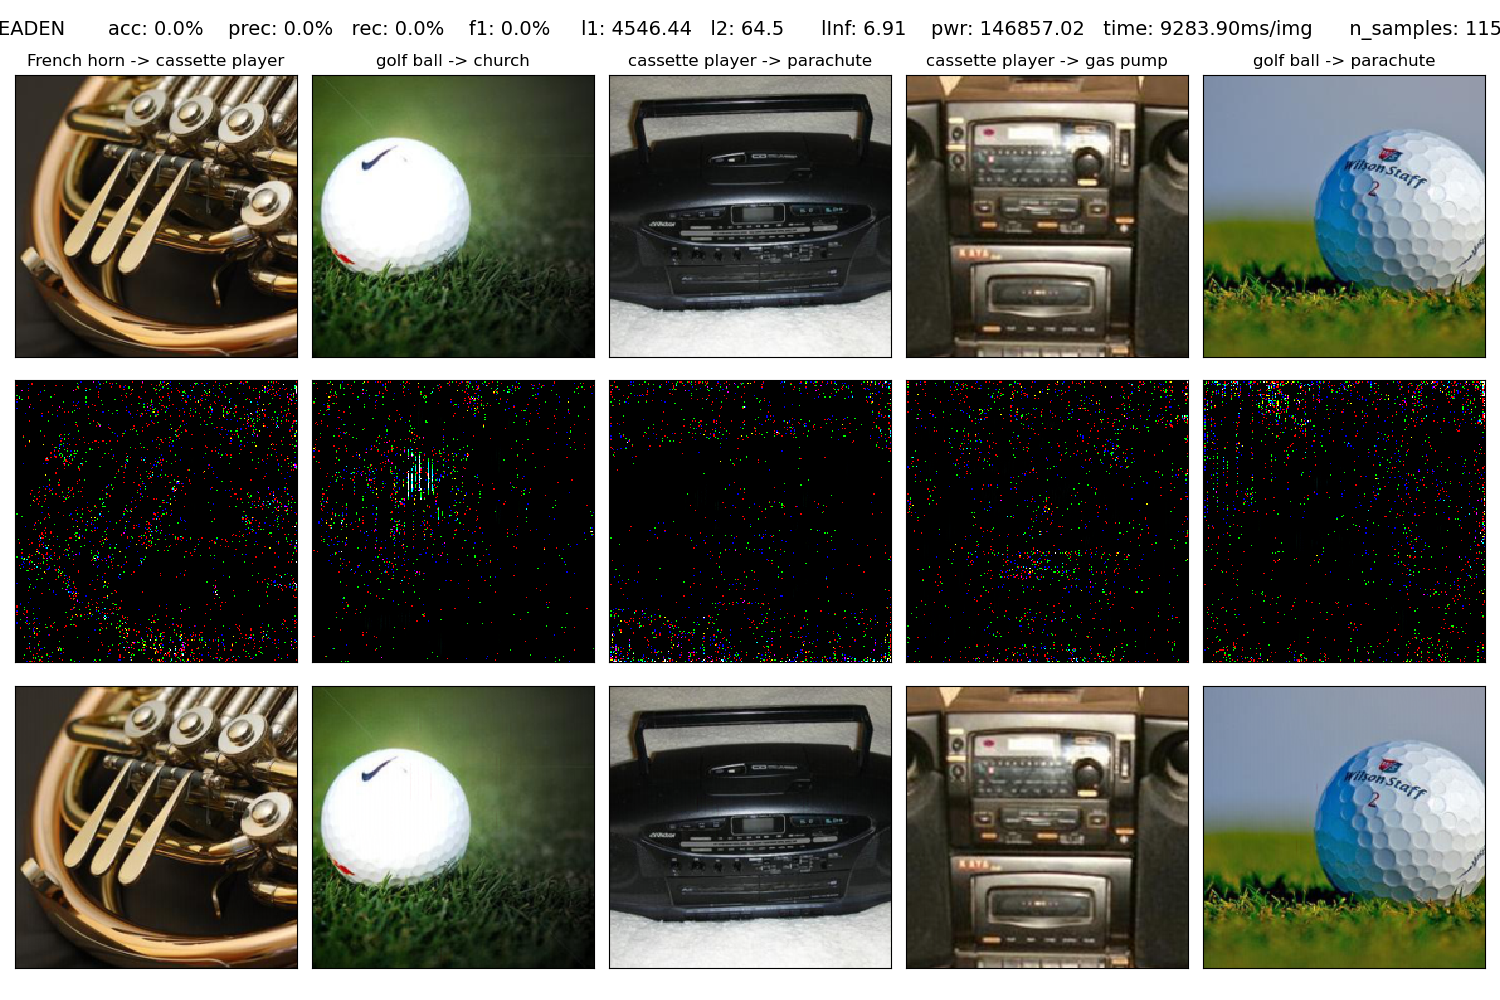 EADEN acc: 0.0% prec: 0.0% rec: 0.0% f1: 0.0% l1: 4546.44 l2: 64.5 lInf: 6.91 pwr: 146857.02 time: 9283.90ms/img n_samples: 115
French horn -> cassette player
golf ball -> church
cassette player -> parachute
cassette player -> gas pump
golf ball -> parachute
Wilson Staff
2
Wilson Staff
2